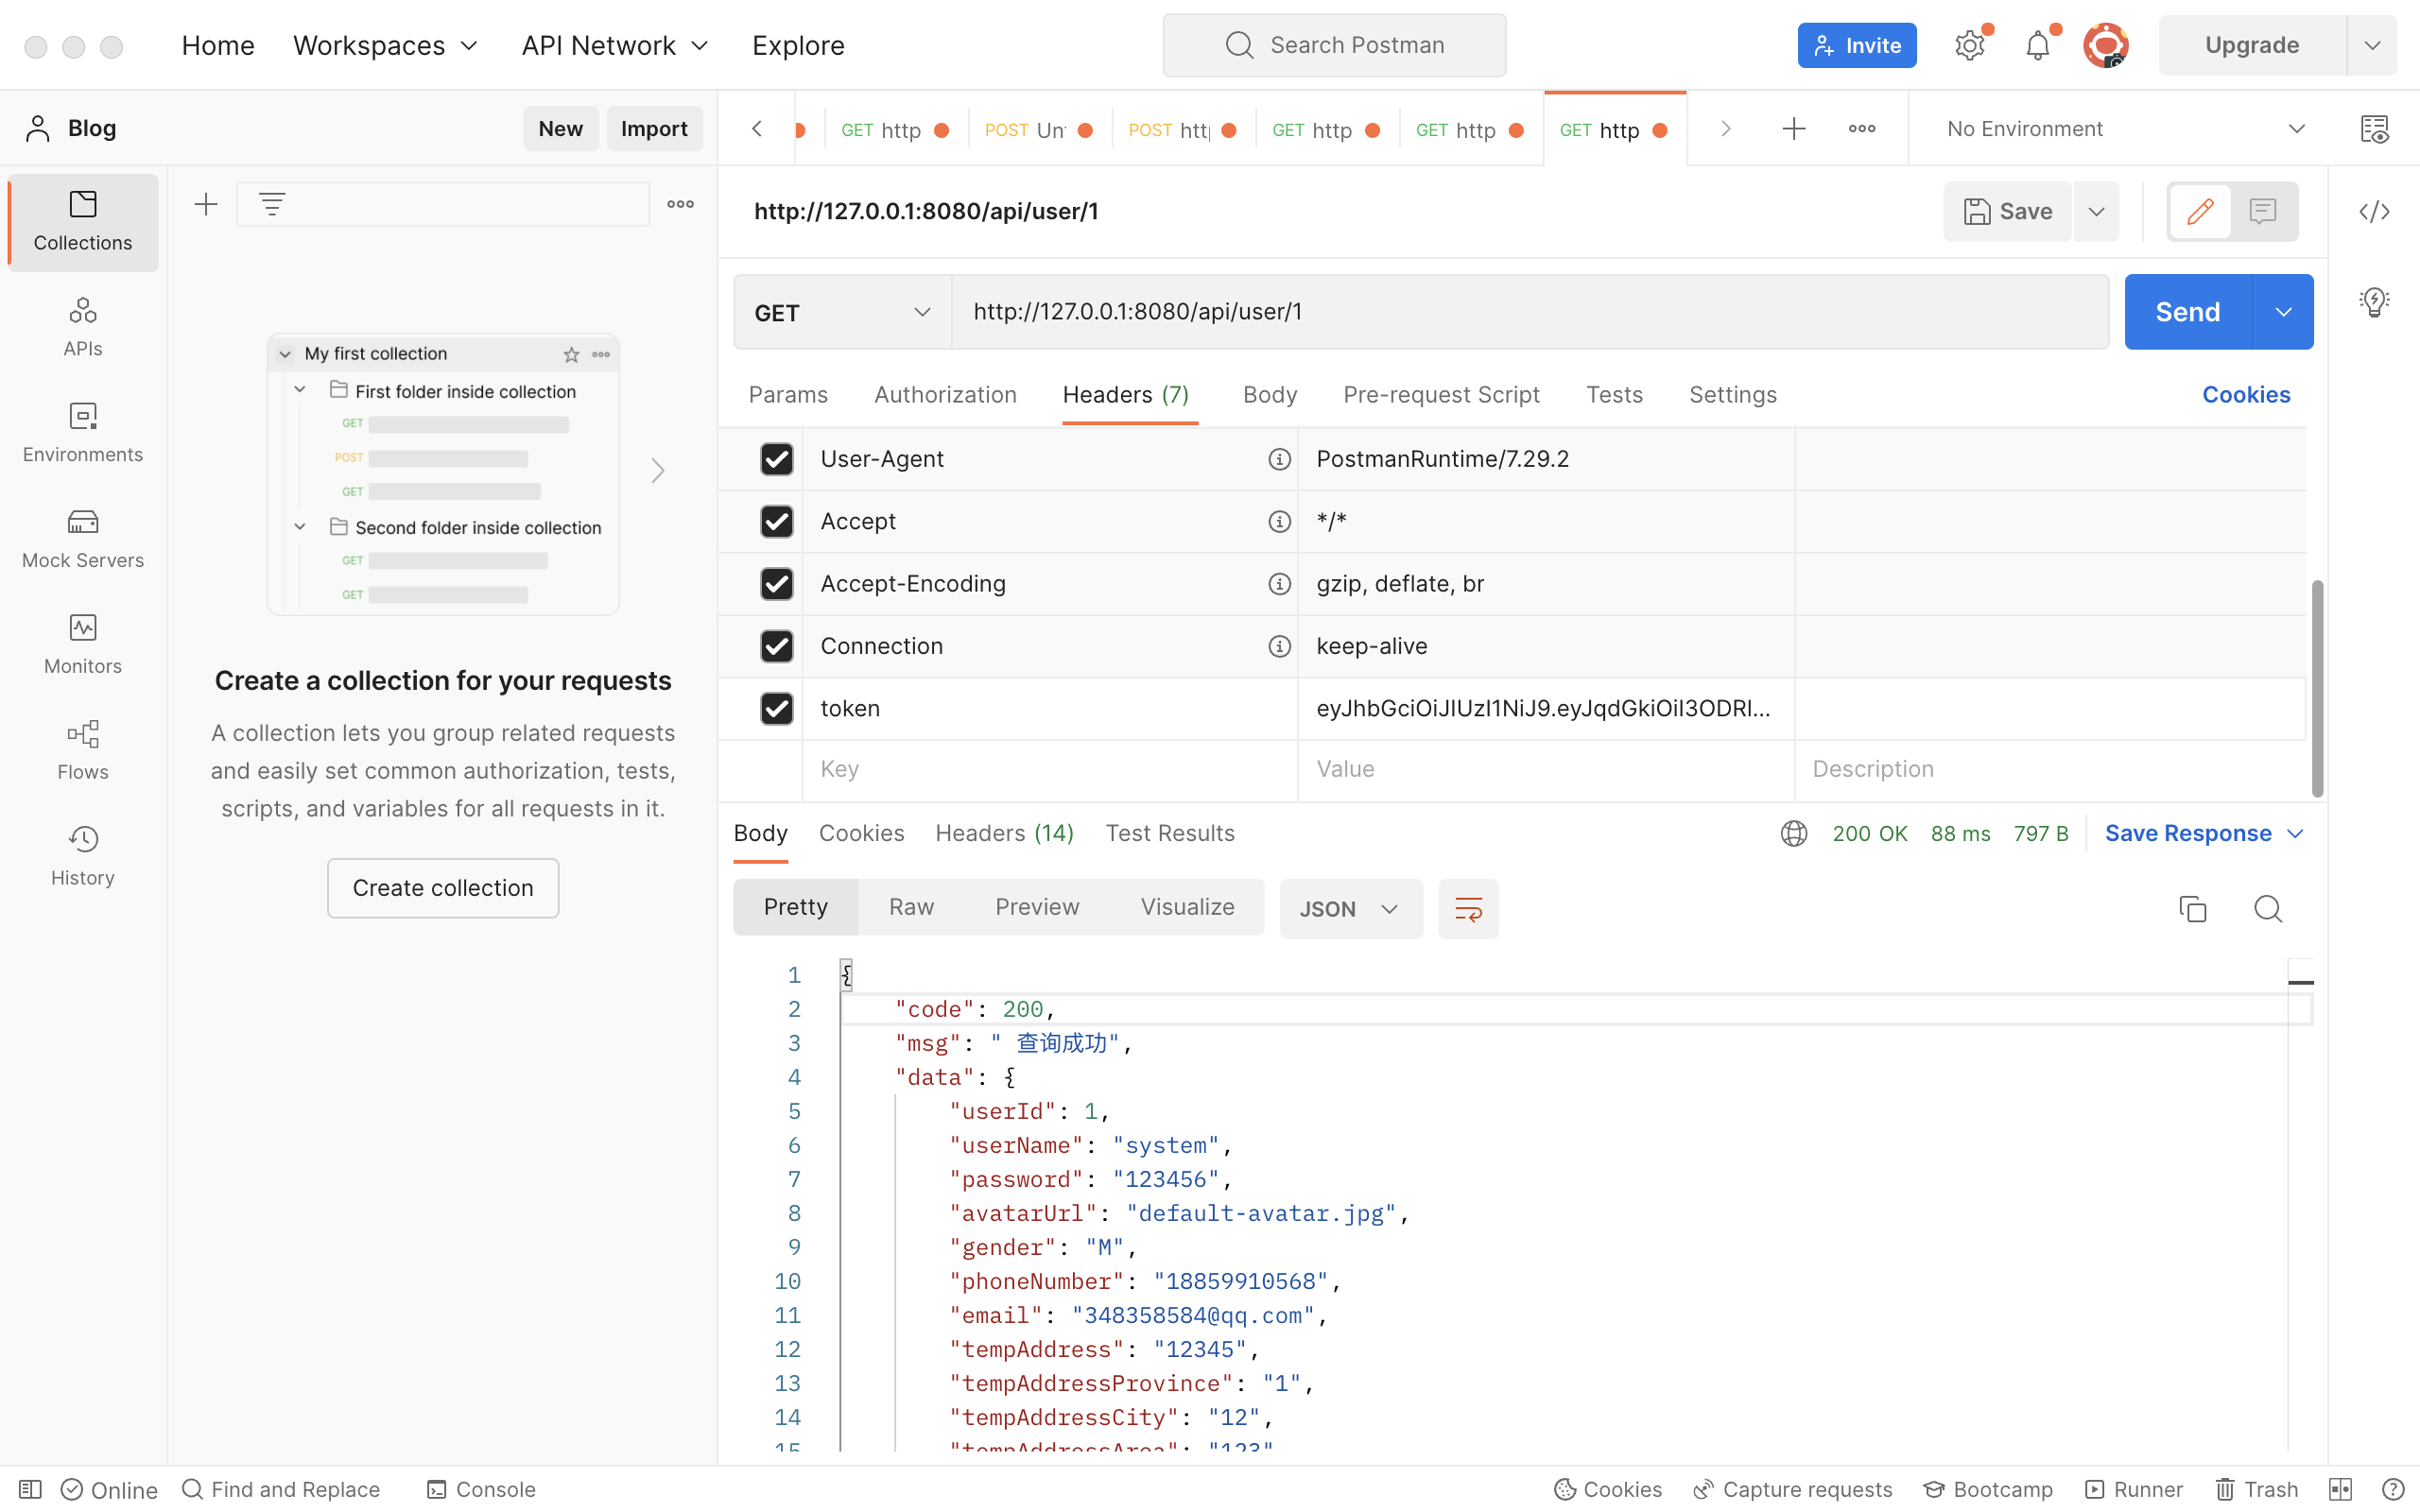 Home Workspaces API Network Explore Search Postman Invite Upgrade
Blog New Import GET http POST Un POST htt GET http GET http GET http No Environment
Collections
APIs
Environments
Mock Servers
Monitors
Flows
History
My first collection
First folder inside collection
GET
POST
GET
Second folder inside collection
GET
GET
Create a collection for your requests
A collection lets you group related requests
and easily set common authorization, tests,
scripts, and variables for all requests in it.
Create collection
http://127.0.0.1:8080/api/user/1 Save
GET http://127.0.0.1:8080/api/user/1 Send
Params Authorization Headers (7) Body Pre-request Script Tests Settings Cookies
User-Agent PostmanRuntime/7.29.2
Accept */*
Accept-Encoding gzip, deflate, br
Connection keep-alive
token eyJhbGciOiJIUzI1NiJ9.eyJqdGkiOiI3ODRl...
Key Value Description
Body Cookies Headers (14) Test Results 200 OK 88 ms 797 B Save Response
Pretty Raw Preview Visualize JSON
1 {
2 "code": 200,
3 "msg": " 查询成功",
4 "data": {
5 "userId": 1,
6 "userName": "system",
7 "password": "123456",
8 "avatarUrl": "default-avatar.jpg",
9 "gender": "M",
10 "phoneNumber": "18859910568",
11 "email": "348358584@qq.com",
12 "tempAddress": "12345",
13 "tempAddressProvince": "1",
14 "tempAddressCity": "12",
15 "tempAddressArea": "123"
Online Find and Replace Console Cookies Capture requests Bootcamp Runner Trash